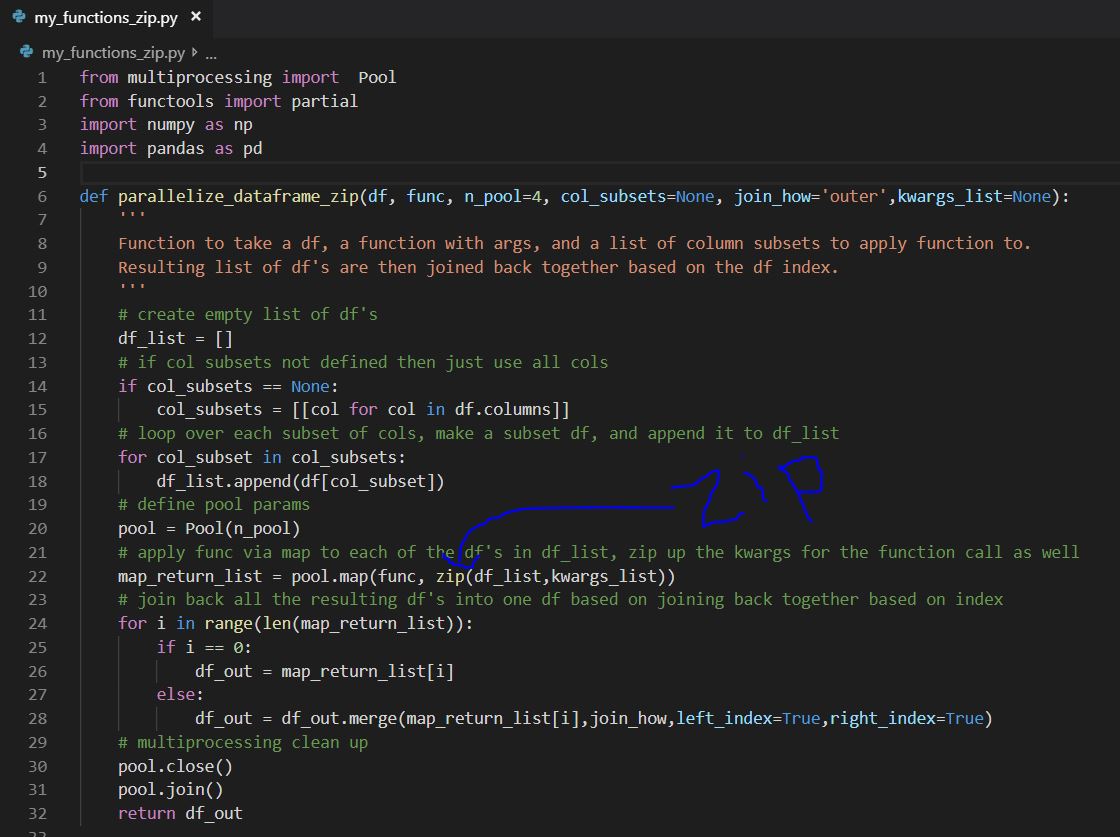 my_functions_zip.py ×
my_functions_zip.py › ...
1 from multiprocessing import  Pool
2 from functools import partial
3 import numpy as np
4 import pandas as pd
5
6 def parallelize_dataframe_zip(df, func, n_pool=4, col_subsets=None, join_how='outer',kwargs_list=None):
7     '''
8     Function to take a df, a function with args, and a list of column subsets to apply function to.
9     Resulting list of df's are then joined back together based on the df index.
10     '''
11     # create empty list of df's
12     df_list = []
13     # if col subsets not defined then just use all cols
14     if col_subsets == None:
15         col_subsets = [[col for col in df.columns]]
16     # loop over each subset of cols, make a subset df, and append it to df_list
17     for col_subset in col_subsets:
18         df_list.append(df[col_subset])
zip
19     # define pool params
20     pool = Pool(n_pool)
21     # apply func via map to each of the df's in df_list, zip up the kwargs for the function call as well
22     map_return_list = pool.map(func, zip(df_list,kwargs_list))
23     # join back all the resulting df's into one df based on joining back together based on index
24     for i in range(len(map_return_list)):
25         if i == 0:
26             df_out = map_return_list[i]
27         else:
28             df_out = df_out.merge(map_return_list[i],join_how,left_index=True,right_index=True)
29     # multiprocessing clean up
30     pool.close()
31     pool.join()
32     return df_out
33